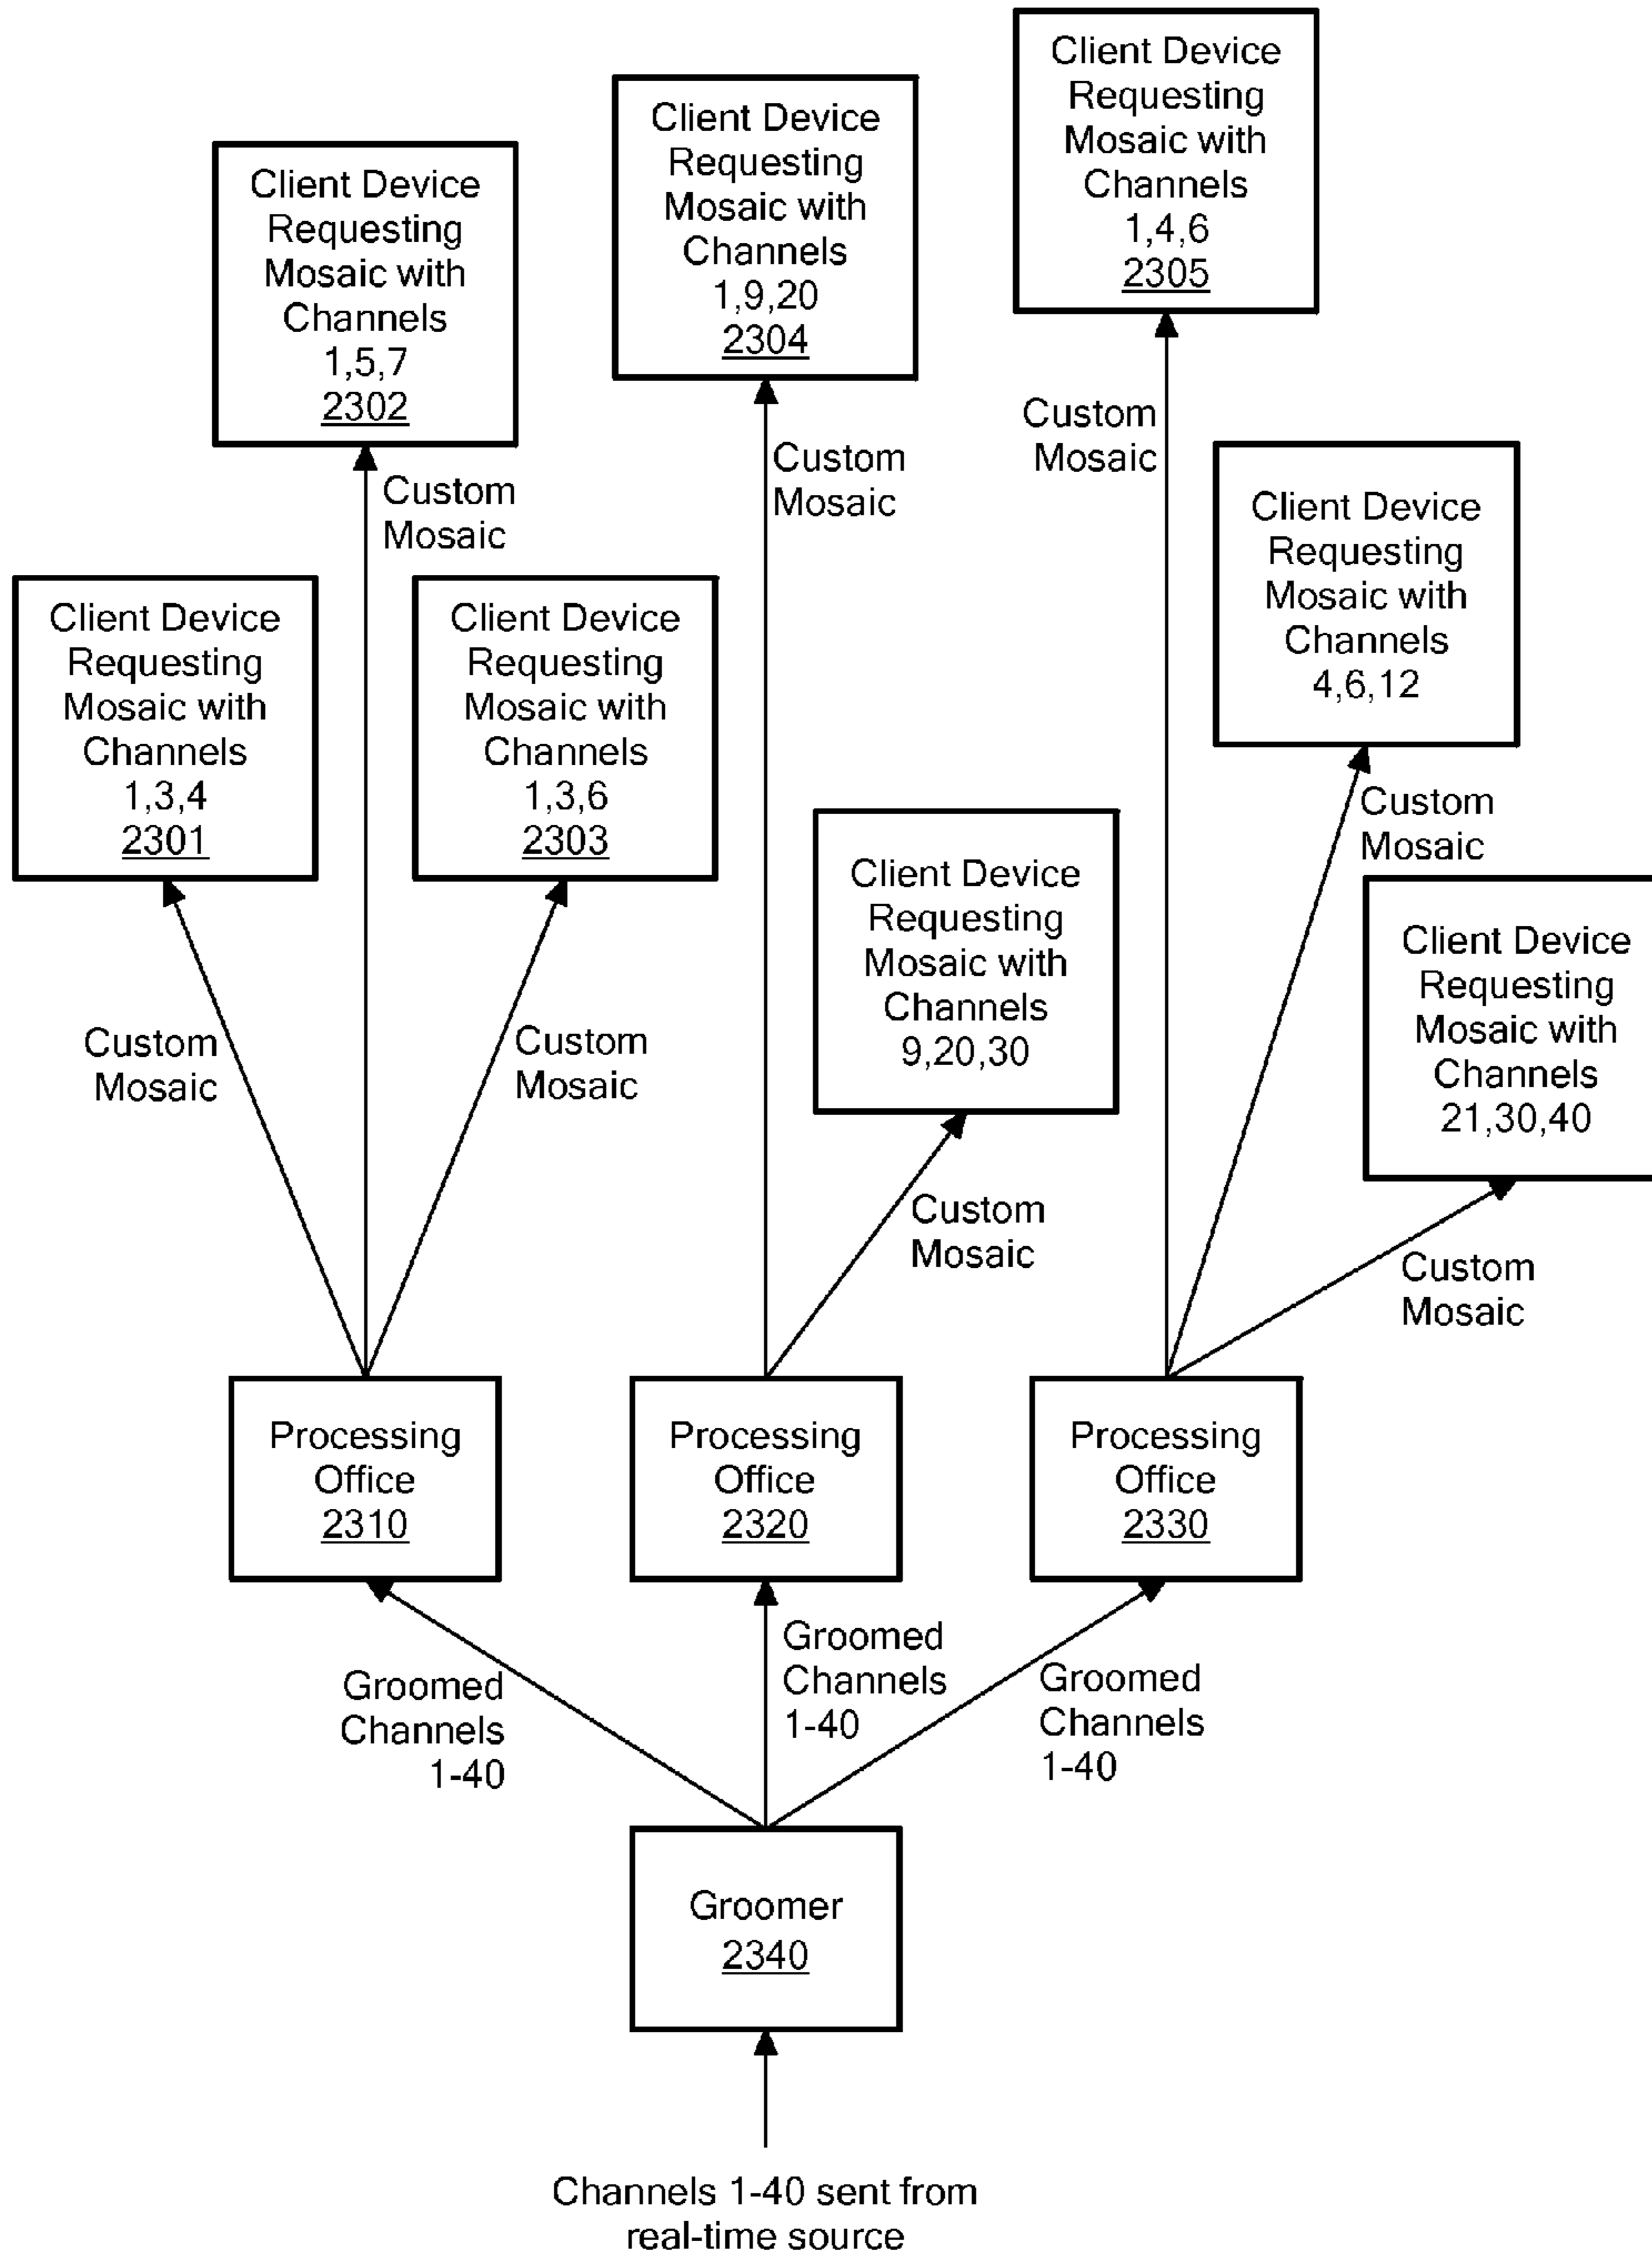 Client Device
Requesting
Mosaic with
Channels
1,4,6
2305
Client Device
Requesting
Mosaic with
Channels
1,9,20
2304
Client Device
Requesting
Mosaic with
Channels
1,5,7
2302
Custom
Mosaic
Custom
Mosaic
Custom
Mosaic
Client Device
Requesting
Mosaic with
Channels
4,6,12
Client Device
Requesting
Mosaic with
Channels
1,3,4
2301
Client Device
Requesting
Mosaic with
Channels
1,3,6
2303
Custom
Mosaic
Client Device
Requesting
Mosaic with
Channels
9,20,30
Client Device
Requesting
Mosaic with
Channels
21,30,40
Custom
Mosaic
Custom
Mosaic
Custom
Mosaic
Custom
Mosaic
Processing
Office
2310
Processing
Office
2320
Processing
Office
2330
Groomed
Channels
1-40
Groomed
Channels
1-40
Groomed
Channels
1-40
Groomer
2340
Channels 1-40 sent from
real-time source